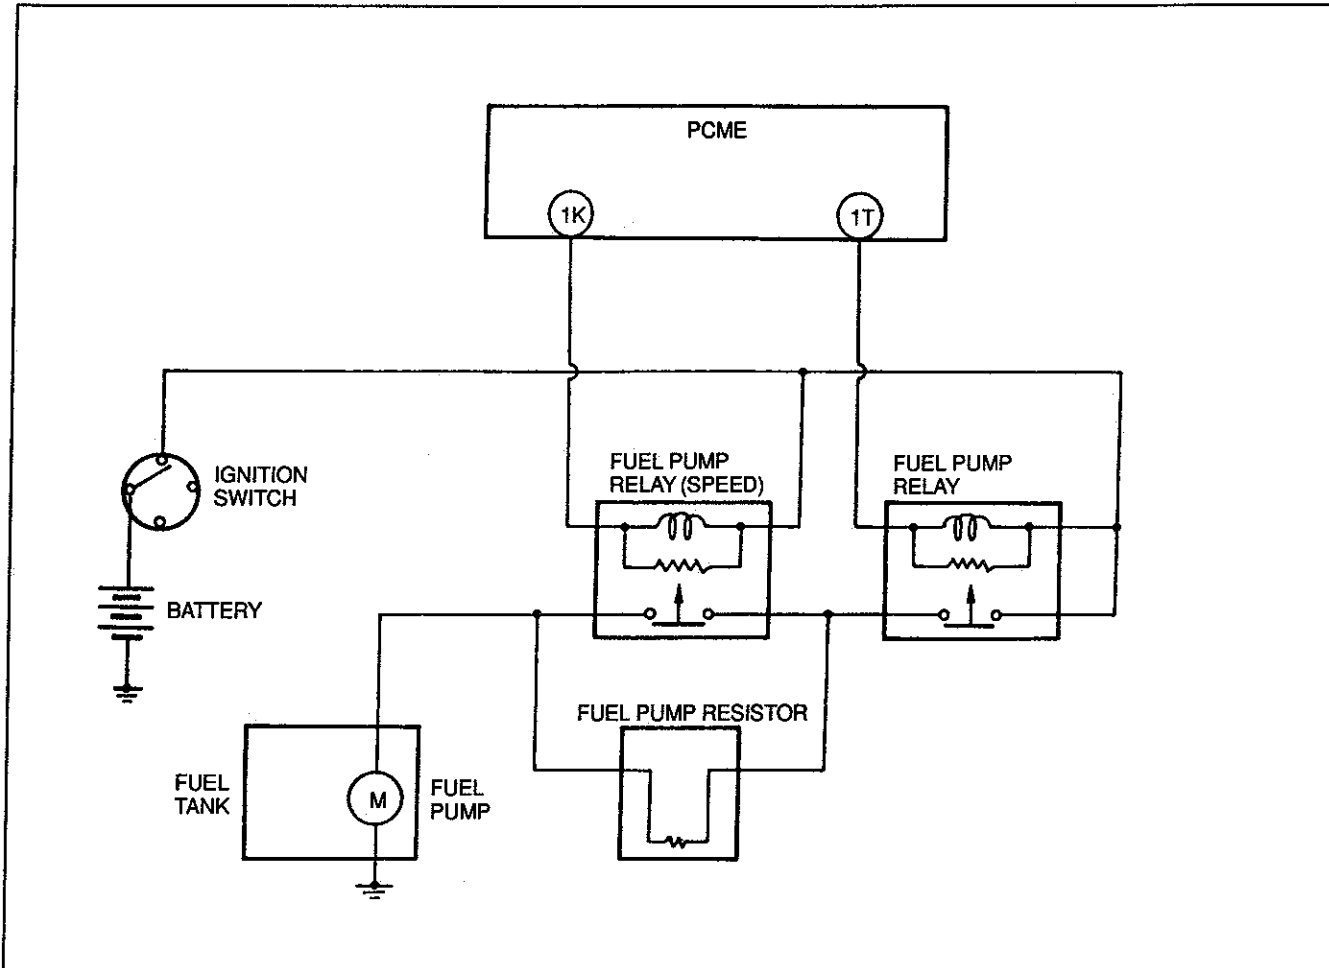 PCME
1K
1T
IGNITION
SWITCH
FUEL PUMP
RELAY (SPEED)
FUEL PUMP
RELAY
BATTERY
FUEL PUMP RESISTOR
FUEL
TANK
M
FUEL
PUMP